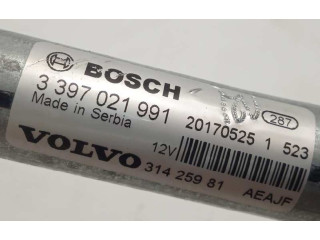 BOSCH
3 397 021 991
Made in Serbia
20170525 1 523
287
VOLVO
12V
314 259 81
AEAJF